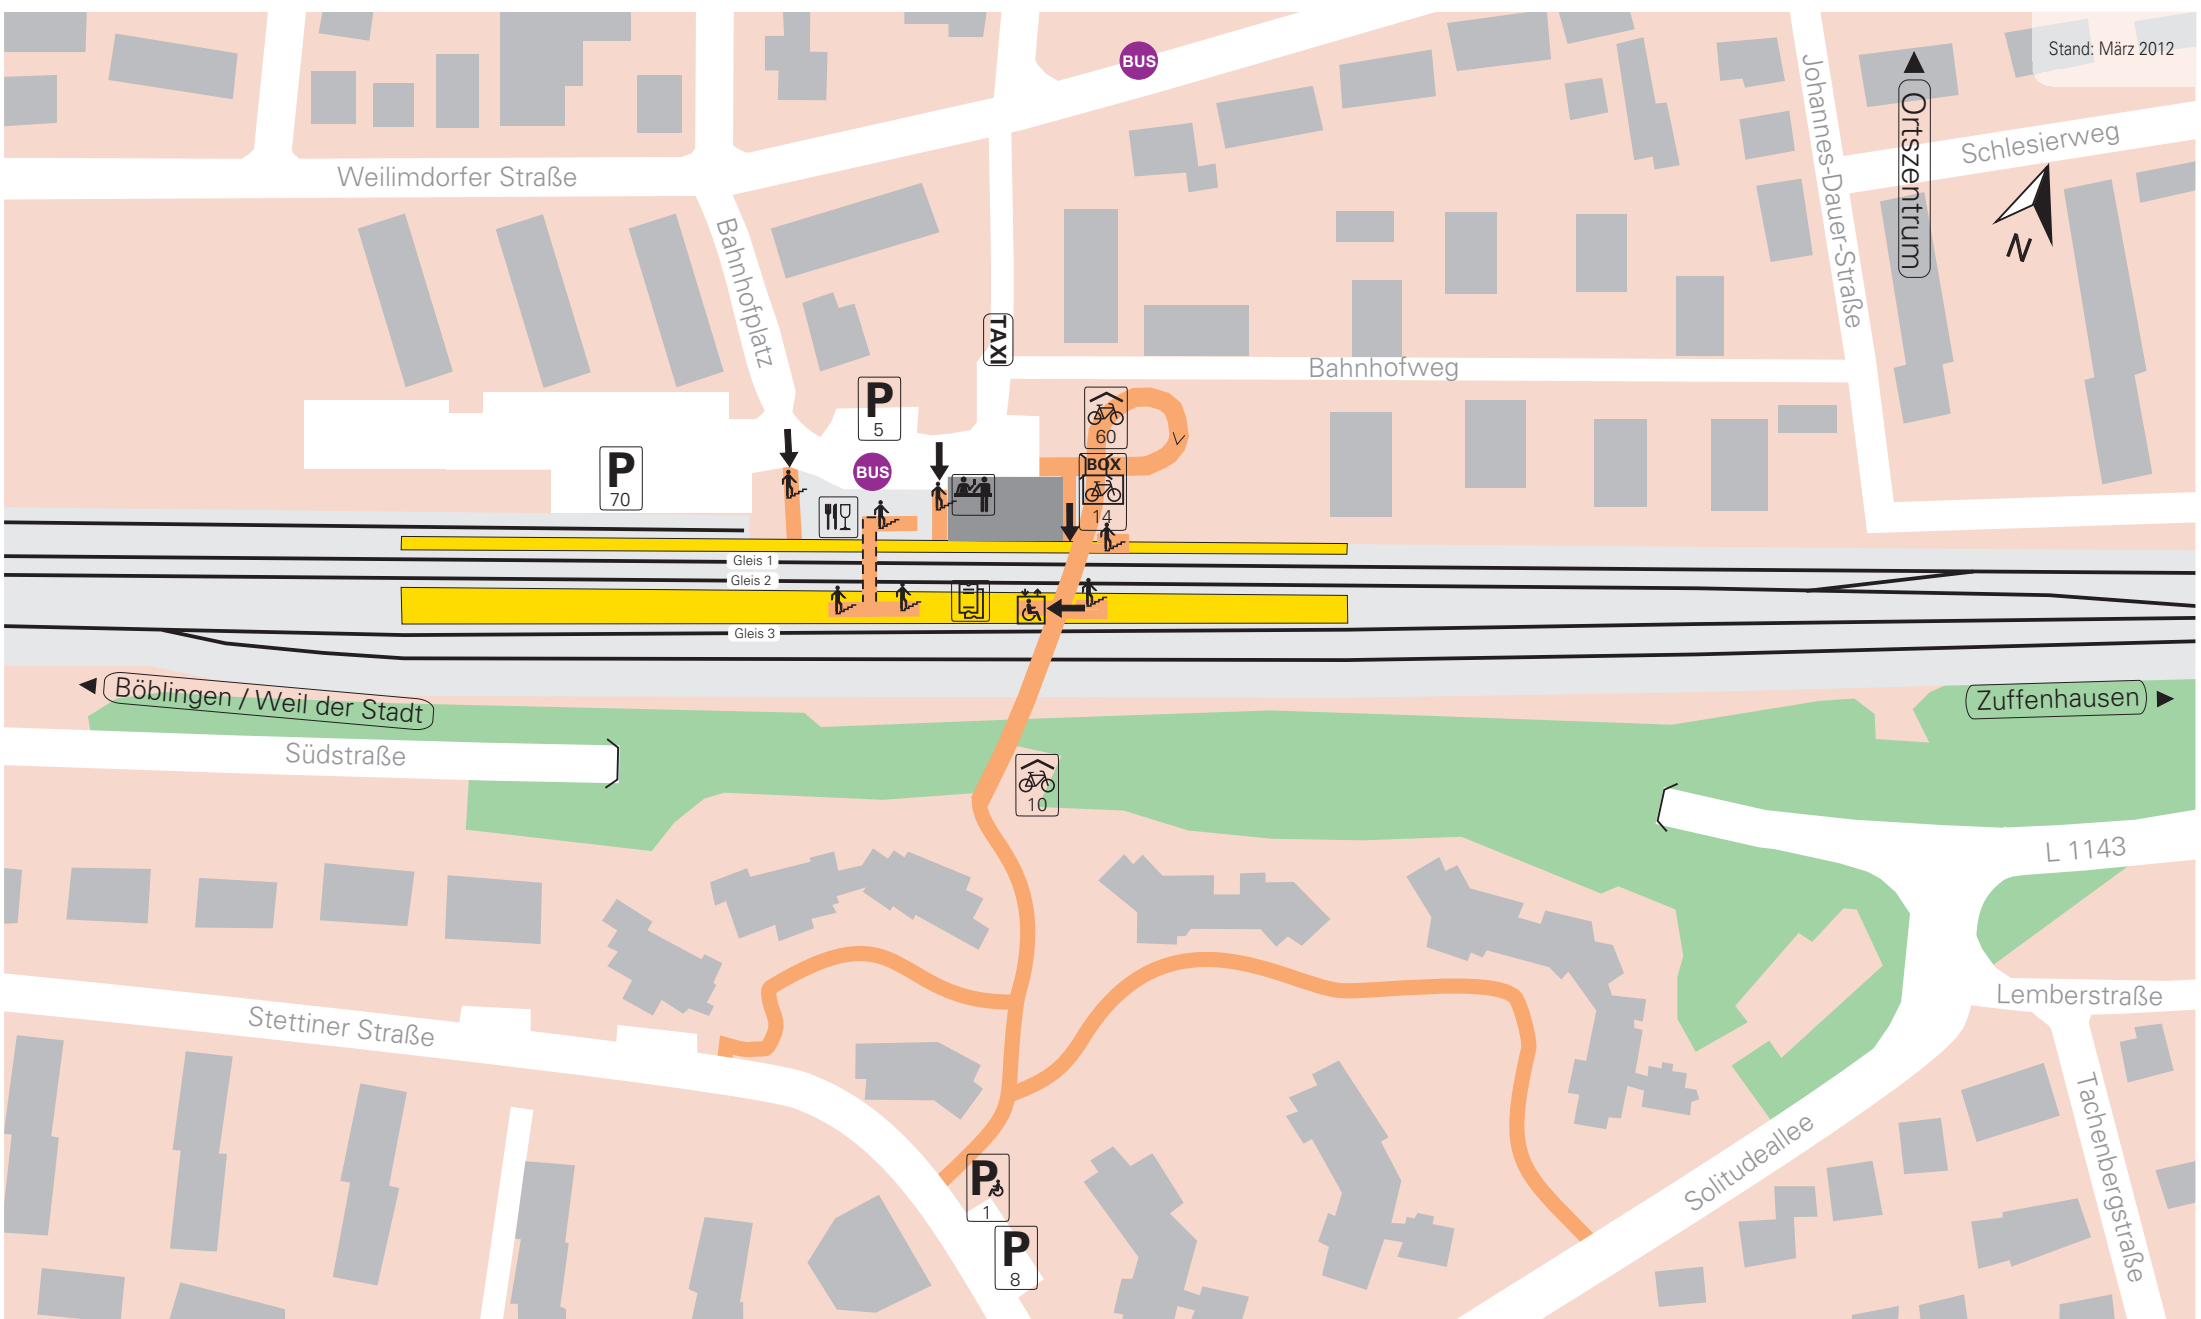 BUS
Stand: März 2012
Johannes-Dauer-Straße
Ortszentrum
Schlesierweg
Weilimdorfer Straße
N
Bahnhofplatz
TAXI
Bahnhofweg
P
5
60
BOX
14
P
70
BUS
Gleis 1
Gleis 2
Gleis 3
Böblingen / Weil der Stadt
Zuffenhausen
Südstraße
10
L 1143
Lemberstraße
Stettiner Straße
Tachenbergstraße
Solitudeallee
P
1
P
8